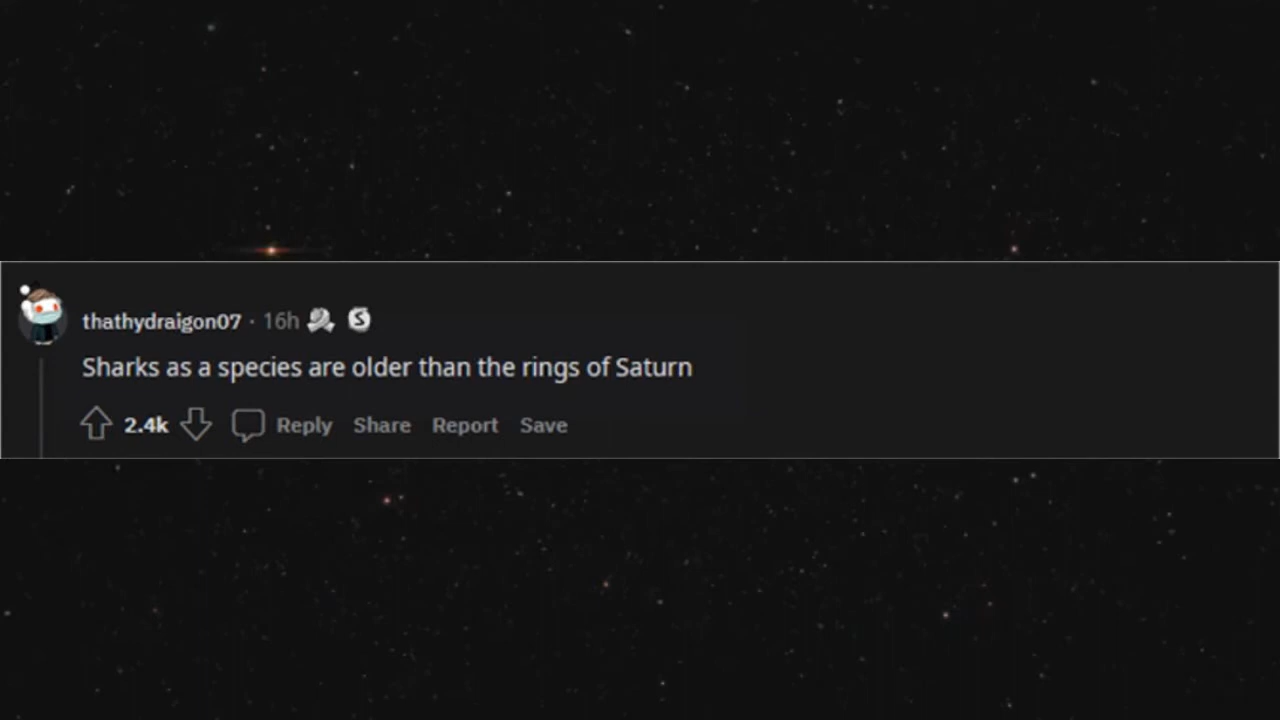 thathydraigon07 · 16h
Sharks as a species are older than the rings of Saturn
2.4k Reply Share Report Save